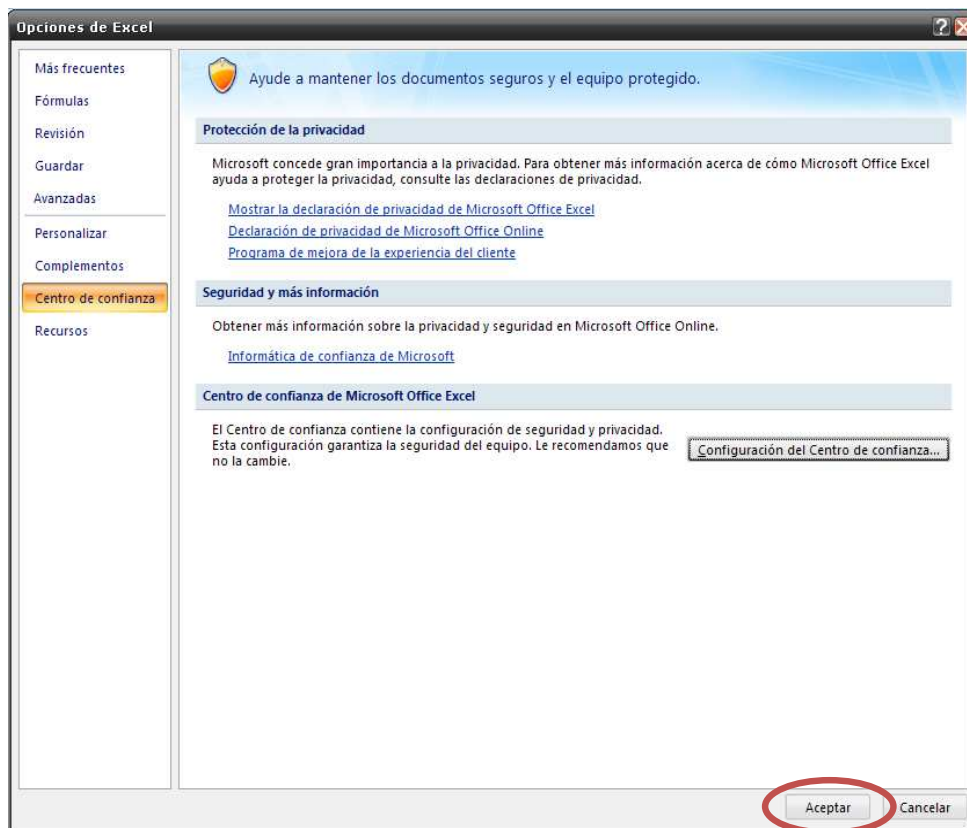 Opciones de Excel
Más frecuentes
Fórmulas
Revisión
Guardar
Avanzadas
Personalizar
Complementos
Centro de confianza
Recursos
Ayude a mantener los documentos seguros y el equipo protegido.
Protección de la privacidad
Microsoft concede gran importancia a la privacidad. Para obtener más información acerca de cómo Microsoft Office Excel
ayuda a proteger la privacidad, consulte las declaraciones de privacidad.
Mostrar la declaración de privacidad de Microsoft Office Excel
Declaración de privacidad de Microsoft Office Online
Programa de mejora de la experiencia del cliente
Seguridad y más información
Obtener más información sobre la privacidad y seguridad en Microsoft Office Online.
Informática de confianza de Microsoft
Centro de confianza de Microsoft Office Excel
El Centro de confianza contiene la configuración de seguridad y privacidad.
Esta configuración garantiza la seguridad del equipo. Le recomendamos que
no la cambie.
Configuración del Centro de confianza...
Aceptar
Cancelar